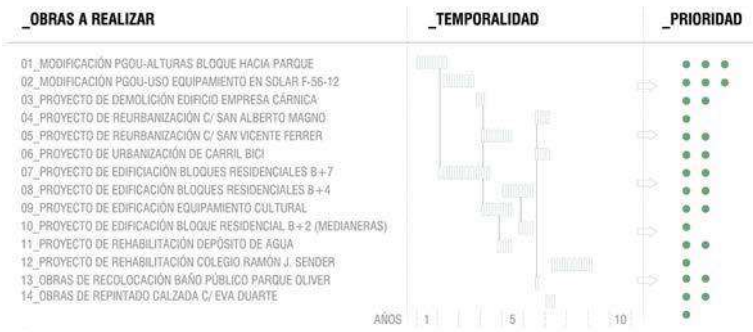 _OBRAS A REALIZAR _TEMPORALIDAD _PRIORIDAD
01_MODIFICACIÓN PGOU-ALTURAS BLOQUE HACIA PARQUE
02_MODIFICACIÓN PGOU-USO EQUIPAMIENTO EN SOLAR F-56-12
03_PROYECTO DE DEMOLICIÓN EDIFICIO EMPRESA CÁRNICA
04_PROYECTO DE REURBANIZACIÓN C/ SAN ALBERTO MAGNO
05_PROYECTO DE REURBANIZACIÓN C/ SAN VICENTE FERRER
06_PROYECTO DE URBANIZACIÓN DE CARRIL BICI
07_PROYECTO DE EDIFICIACIÓN BLOQUES RESIDENCIALES B+7
08_PROYECTO DE EDIFICACIÓN BLOQUES RESIDENCIALES B+4
09_PROYECTO DE EDIFICACIÓN EQUIPAMIENTO CULTURAL
10_PROYECTO DE EDIFICACIÓN BLOQUE RESIDENCIAL B+2 (MEDIANERAS)
11_PROYECTO DE REHABILITACIÓN DEPÓSITO DE AGUA
12_PROYECTO DE REHABILITACIÓN COLEGIO RAMÓN J. SENDER
13_OBRAS DE RECOLOCACIÓN BAÑO PÚBLICO PARQUE OLIVER
14_OBRAS DE REPINTADO CALZADA C/ EVA DUARTE
AÑOS 1 5 10